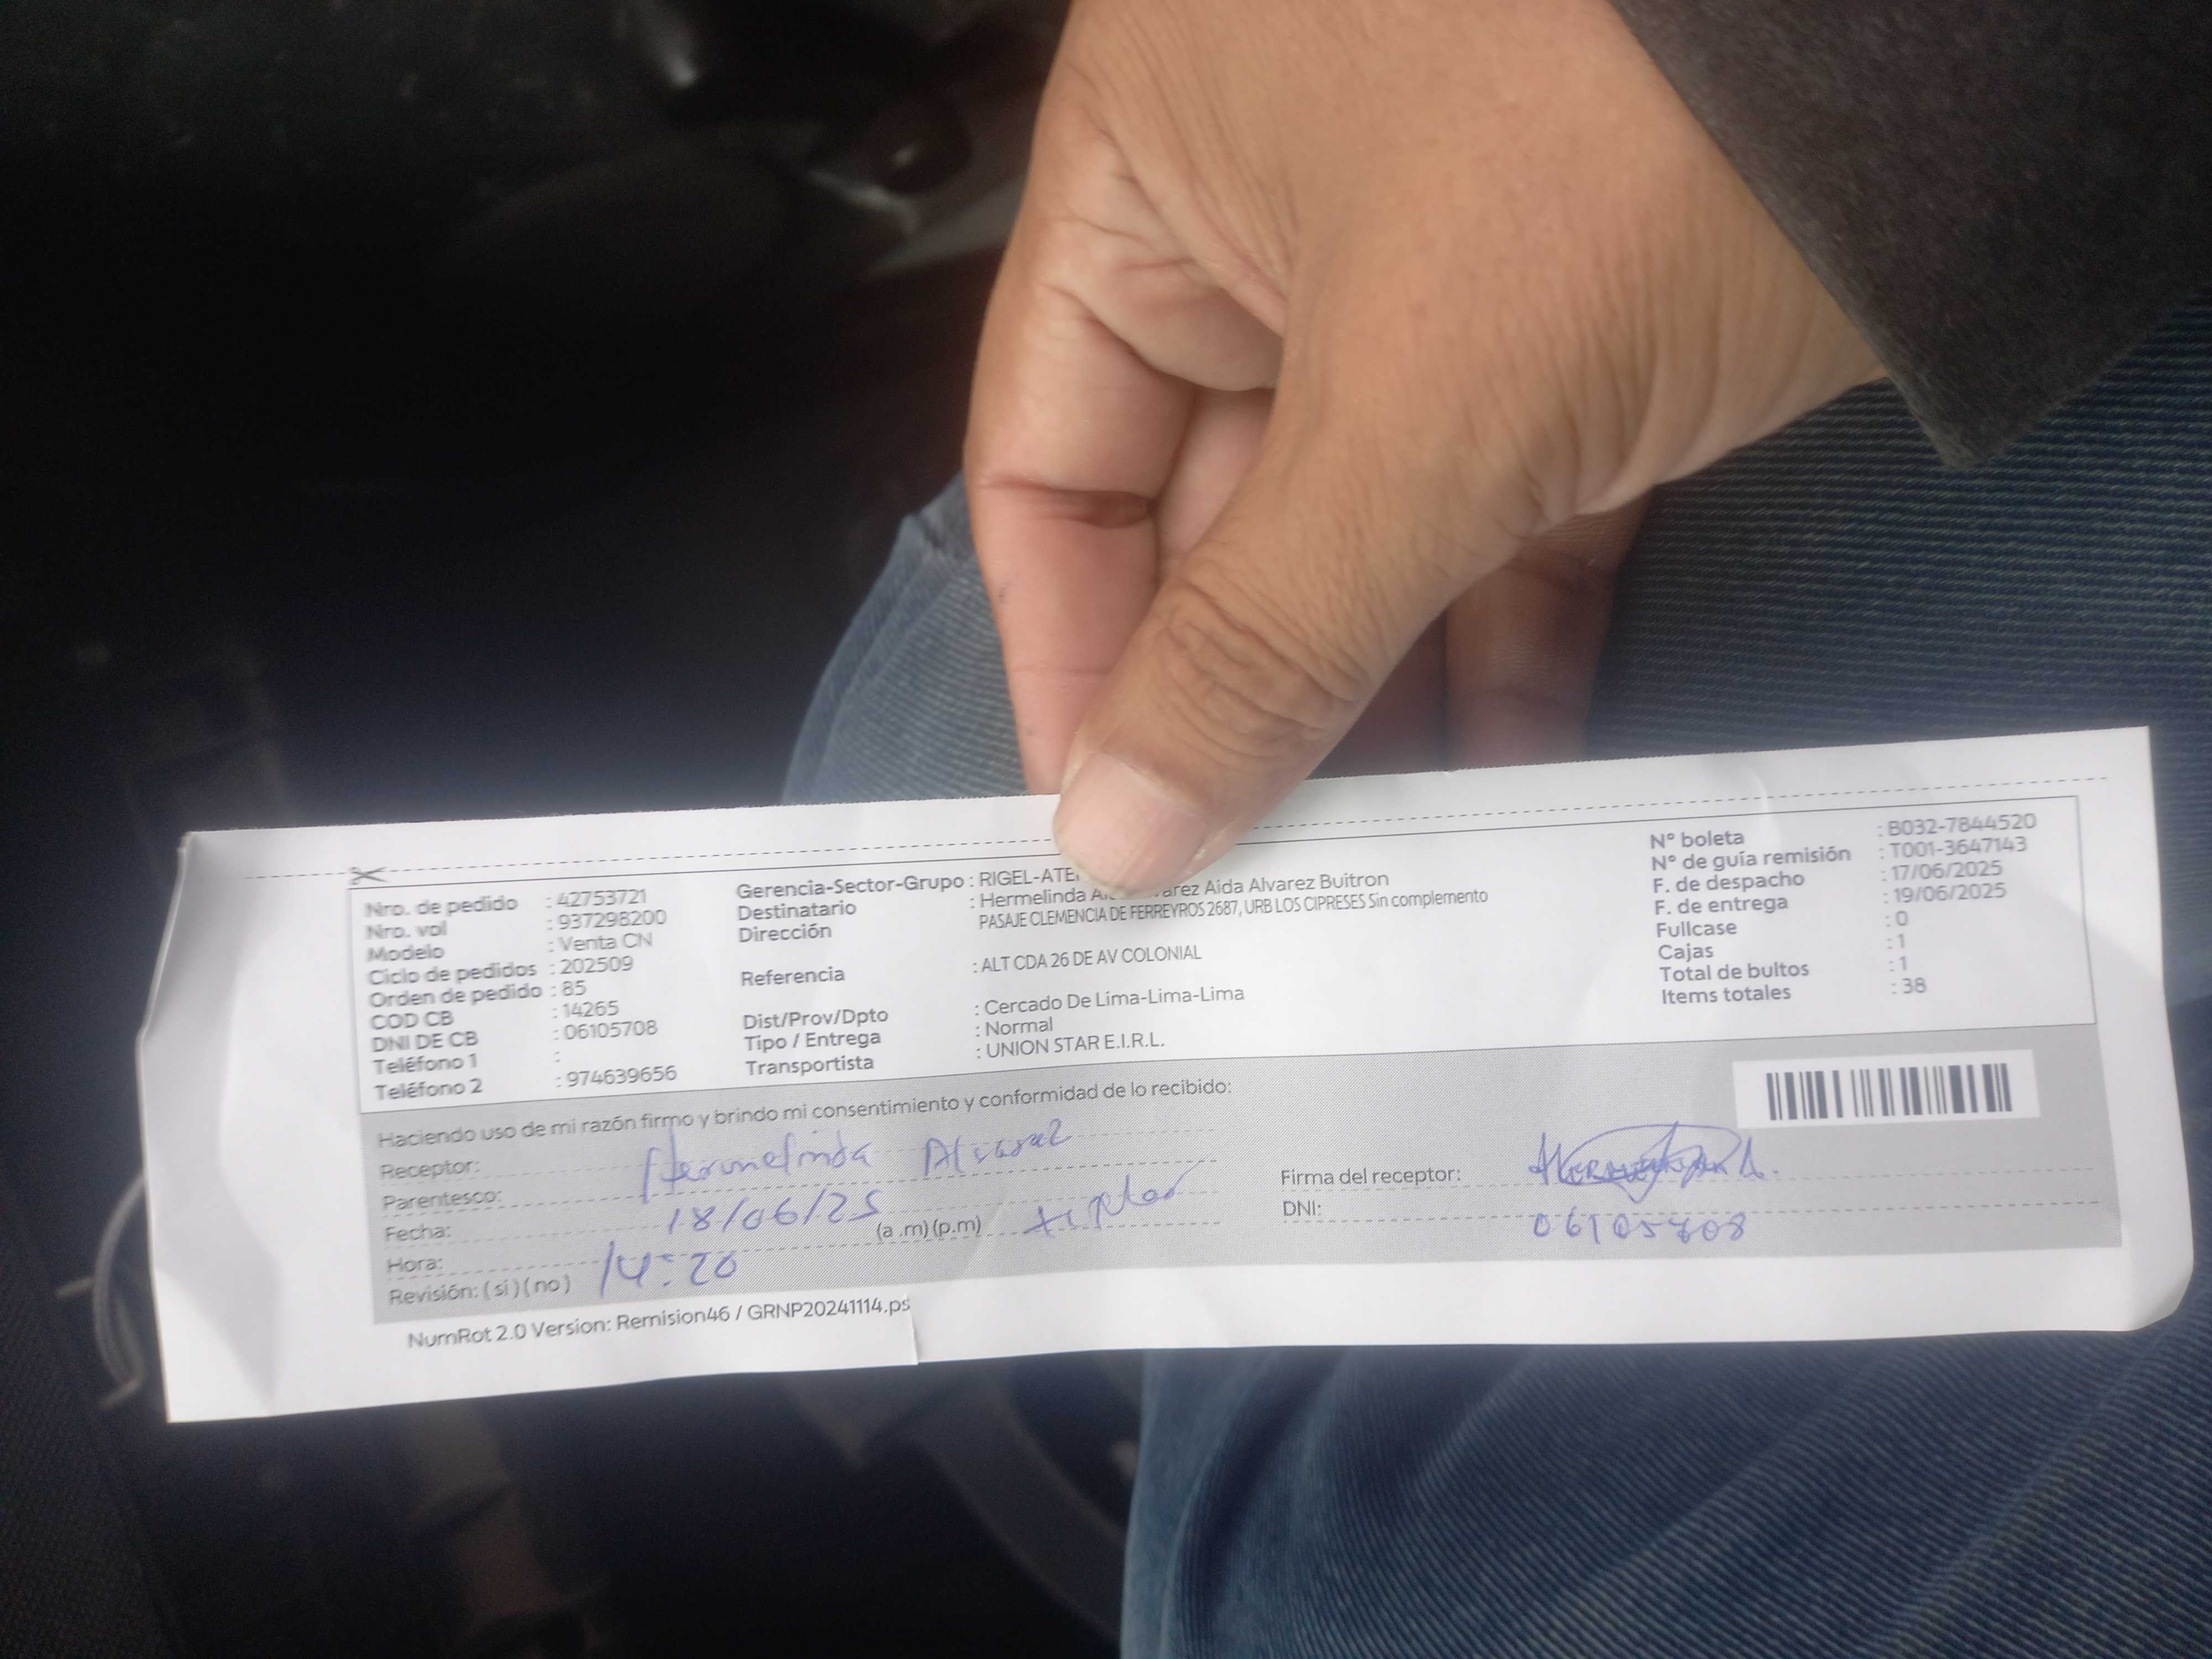 Nro. de pedido : 42753721
Nro. vol : 937298200
Modelo : Venta CN
Ciclo de pedidos : 202509
Orden de pedido : 85
COD CB : 14265
DNI DE CB : 06105708
Teléfono 1 :
Teléfono 2 : 974639656
Gerencia-Sector-Grupo : RIGEL-ATE
Destinatario : Hermelinda Aida Alvarez Buitron
Dirección PASAJE CLEMENCIA DE FERREYROS 2687, URB LOS CIPRESES Sin complemento
Referencia : ALT CDA 26 DE AV COLONIAL
Dist/Prov/Dpto : Cercado De Lima-Lima-Lima
Tipo / Entrega : Normal
Transportista : UNION STAR E.I.R.L.
N° boleta : B032-7844520
N° de guía remisión : T001-3647143
F. de despacho : 17/06/2025
F. de entrega : 19/06/2025
Fullcase : 0
Cajas : 1
Total de bultos : 1
Items totales : 38
Haciendo uso de mi razón firmo y brindo mi consentimiento y conformidad de lo recibido:
Receptor: Hermelinda Alvarez
Parentesco:
Fecha: 18/06/25 (a .m) (p.m)
Hora: 14:20
Revisión: ( si ) ( no )
Firma del receptor:
DNI:
NumRot 2.0 Version: Remision46 / GRNP20241114.ps